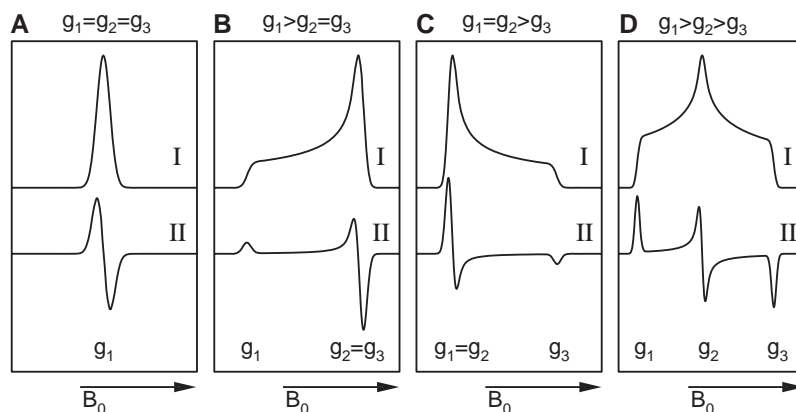 A g₁=g₂=g₃
I
II
g₁
B₀
B g₁>g₂=g₃
I
II
g₁ g₂=g₃
B₀
C g₁=g₂>g₃
I
II
g₁=g₂ g₃
B₀
D g₁>g₂>g₃
I
II
g₁ g₂ g₃
B₀